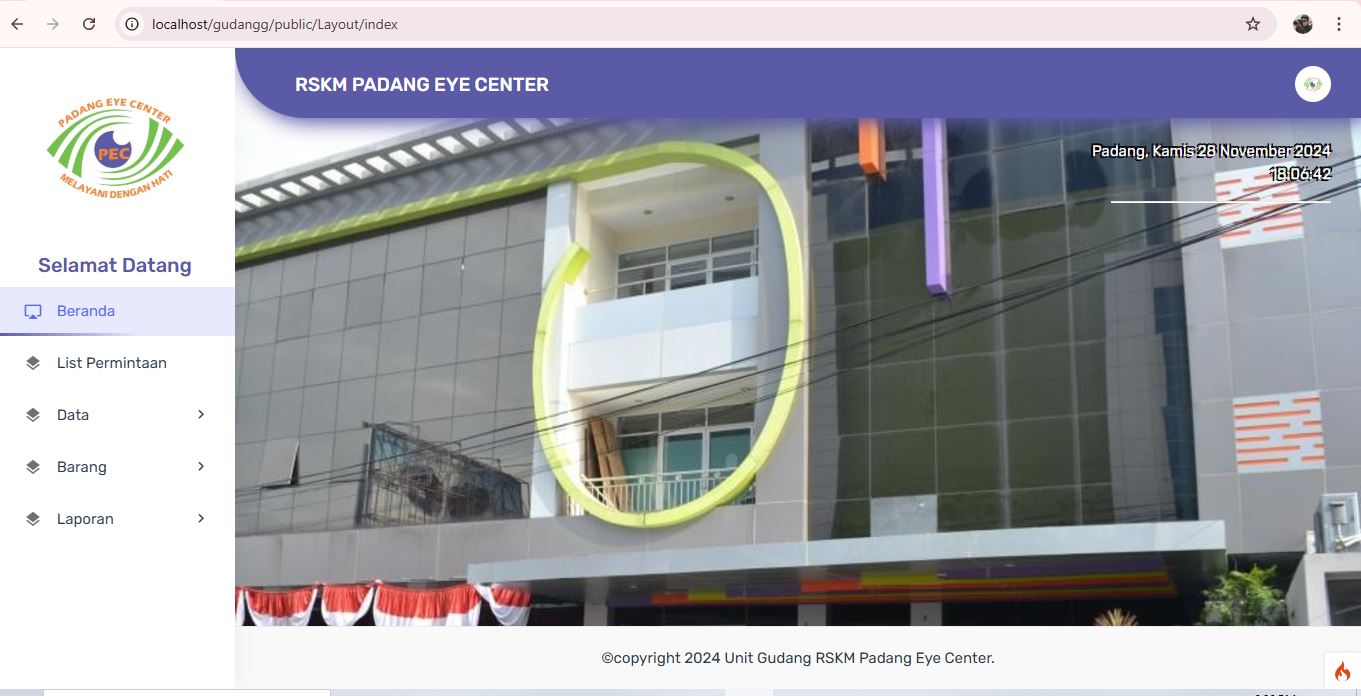 localhost/gudangg/public/Layout/index
PADANG EYE CENTER
PEC
MELAYANI DENGAN HATI
RSKM PADANG EYE CENTER
Padang, Kamis 28 November 2024
18:06:42
Selamat Datang
Beranda
List Permintaan
Data
Barang
Laporan
©copyright 2024 Unit Gudang RSKM Padang Eye Center.